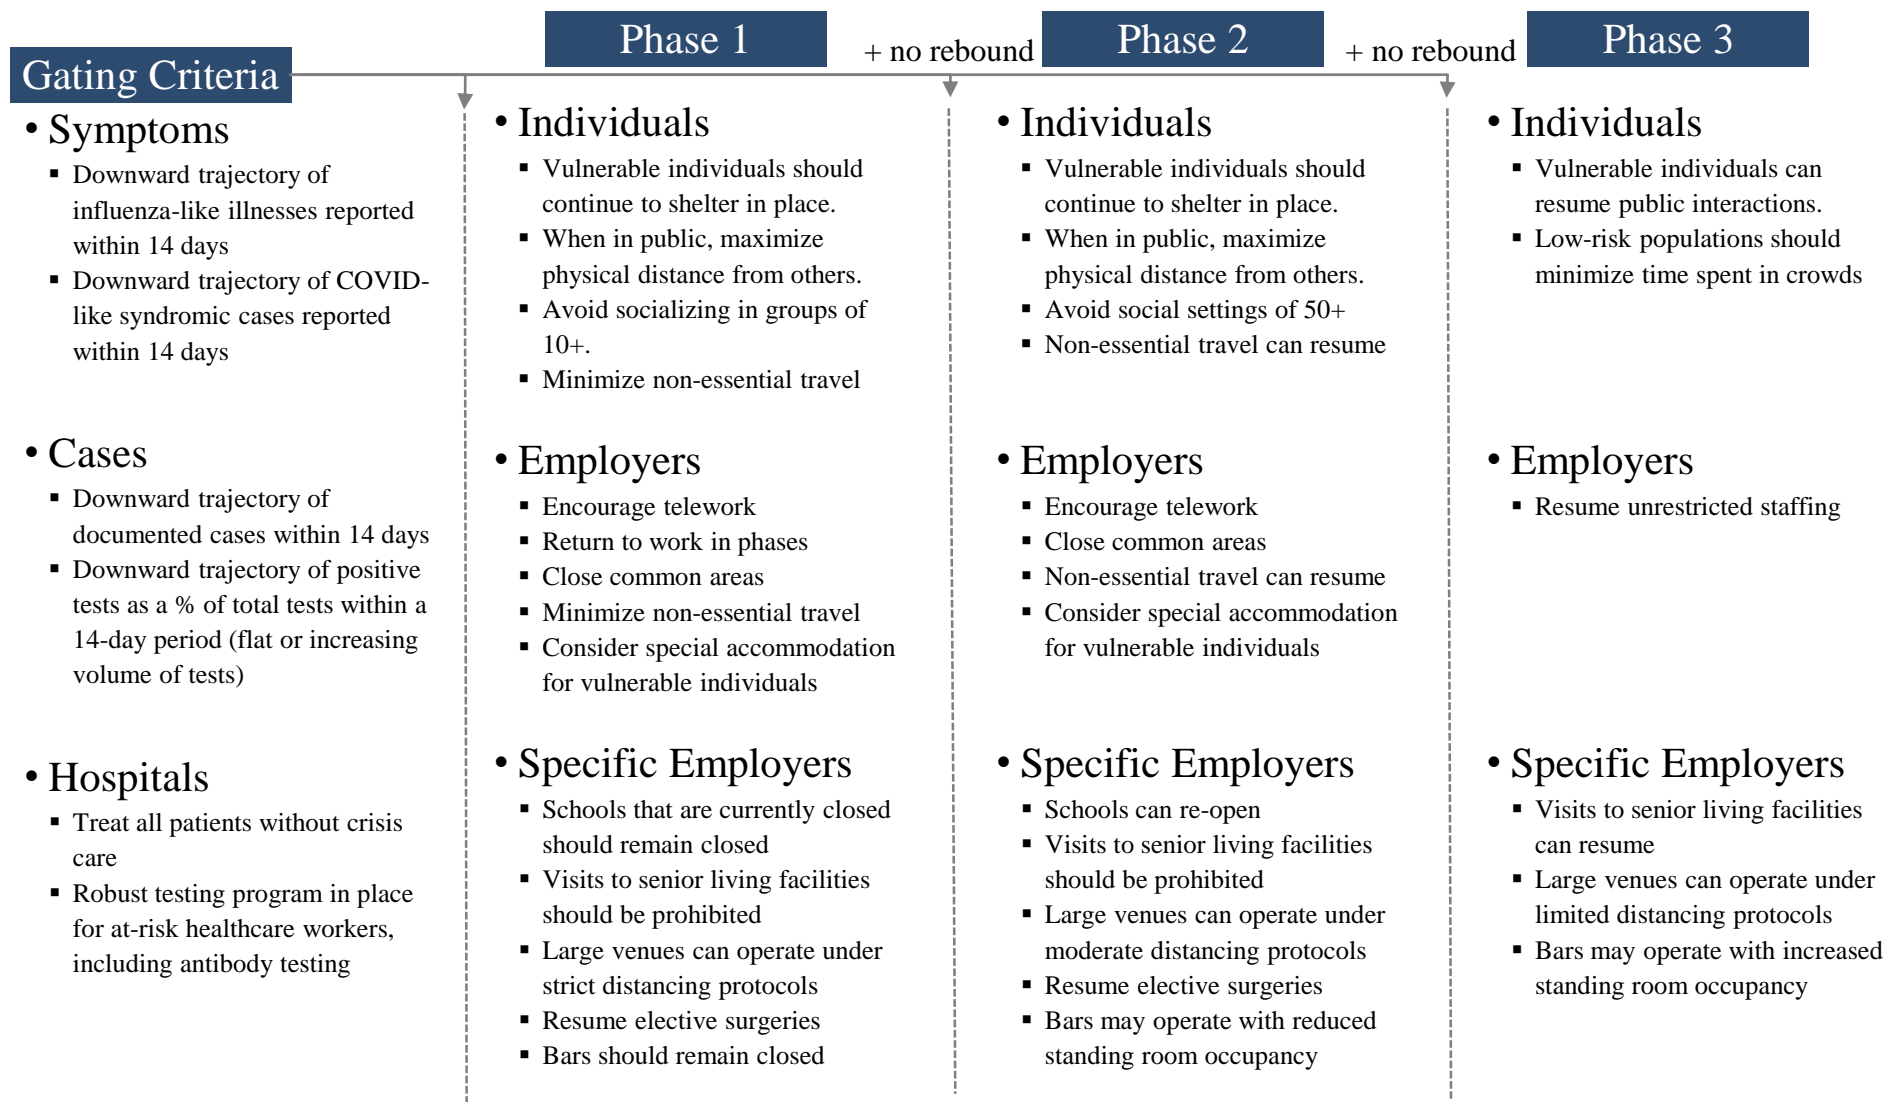 Gating Criteria
• Symptoms
▪ Downward trajectory of
influenza-like illnesses reported
within 14 days
▪ Downward trajectory of COVID-
like syndromic cases reported
within 14 days
• Cases
▪ Downward trajectory of
documented cases within 14 days
▪ Downward trajectory of positive
tests as a % of total tests within a
14-day period (flat or increasing
volume of tests)
• Hospitals
▪ Treat all patients without crisis
care
▪ Robust testing program in place
for at-risk healthcare workers,
including antibody testing
Phase 1
• Individuals
▪ Vulnerable individuals should
continue to shelter in place.
▪ When in public, maximize
physical distance from others.
▪ Avoid socializing in groups of
10+.
▪ Minimize non-essential travel
• Employers
▪ Encourage telework
▪ Return to work in phases
▪ Close common areas
▪ Minimize non-essential travel
▪ Consider special accommodation
for vulnerable individuals
• Specific Employers
▪ Schools that are currently closed
should remain closed
▪ Visits to senior living facilities
should be prohibited
▪ Large venues can operate under
strict distancing protocols
▪ Resume elective surgeries
▪ Bars should remain closed
+ no rebound
Phase 2
• Individuals
▪ Vulnerable individuals should
continue to shelter in place.
▪ When in public, maximize
physical distance from others.
▪ Avoid social settings of 50+
▪ Non-essential travel can resume
• Employers
▪ Encourage telework
▪ Close common areas
▪ Non-essential travel can resume
▪ Consider special accommodation
for vulnerable individuals
• Specific Employers
▪ Schools can re-open
▪ Visits to senior living facilities
should be prohibited
▪ Large venues can operate under
moderate distancing protocols
▪ Resume elective surgeries
▪ Bars may operate with reduced
standing room occupancy
+ no rebound
Phase 3
• Individuals
▪ Vulnerable individuals can
resume public interactions.
▪ Low-risk populations should
minimize time spent in crowds
• Employers
▪ Resume unrestricted staffing
• Specific Employers
▪ Visits to senior living facilities
can resume
▪ Large venues can operate under
limited distancing protocols
▪ Bars may operate with increased
standing room occupancy